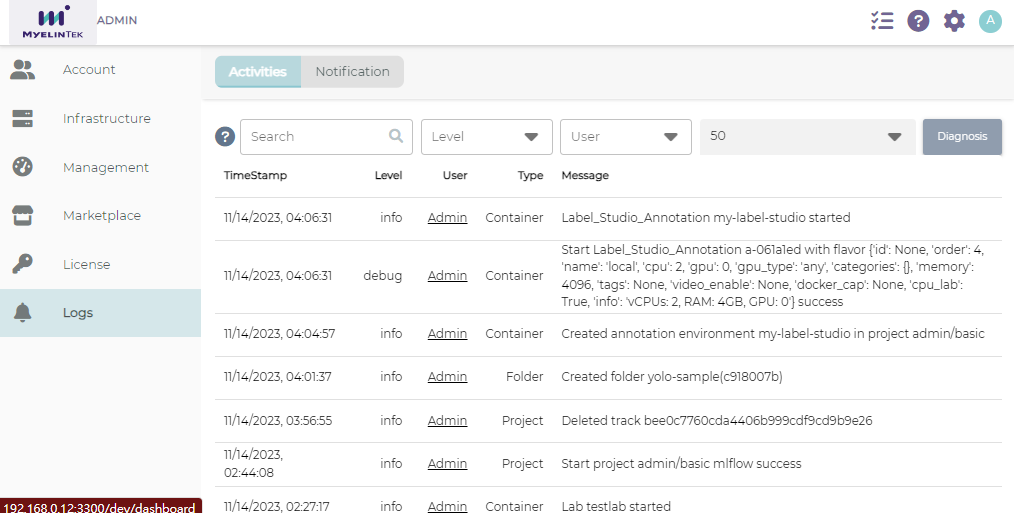 MYELINTEK ADMIN
A
Account
Infrastructure
Management
Marketplace
License
Logs
Activities Notification
? Search Level User 50 Diagnosis
TimeStamp Level User Type Message
11/14/2023, 04:06:31 info Admin Container Label_Studio_Annotation my-label-studio started
11/14/2023, 04:06:31 debug Admin Container Start Label_Studio_Annotation a-061a1ed with flavor {'id': None, 'order': 4,
'name': 'local', 'cpu': 2, 'gpu': 0, 'gpu_type': 'any', 'categories': {}, 'memory':
4096, 'tags': None, 'video_enable': None, 'docker_cap': None, 'cpu_lab':
True, 'info': 'vCPUs: 2, RAM: 4GB, GPU: 0'} success
11/14/2023, 04:04:57 info Admin Container Created annotation environment my-label-studio in project admin/basic
11/14/2023, 04:01:37 info Admin Folder Created folder yolo-sample(c918007b)
11/14/2023, 03:56:55 info Admin Project Deleted track bee0c7760cda4406b999cdf9cd9b9e26
11/14/2023,
02:44:08 info Admin Project Start project admin/basic mlflow success
11/14/2023, 02:27:17 info Admin Container Lab testlab started
192.168.0.12:3300/dev/dashboard